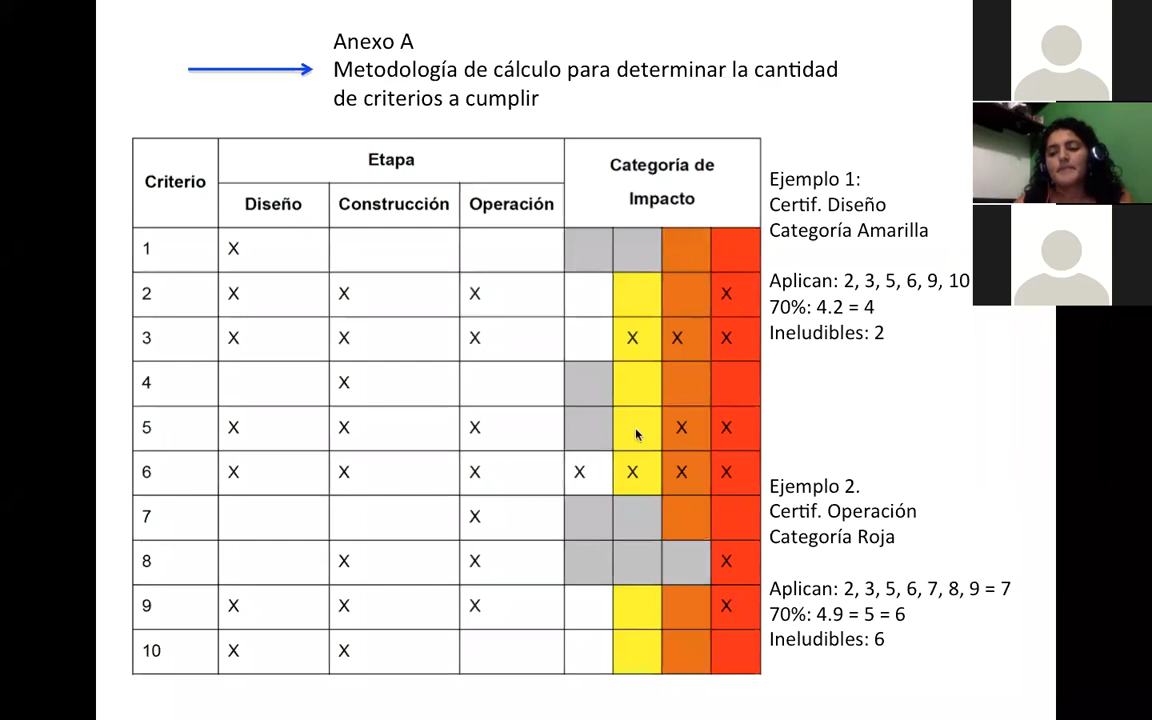 Anexo A
Metodología de cálculo para determinar la cantidad
de criterios a cumplir
Criterio
Etapa
Categoría de
Impacto
Diseño Construcción Operación
1 X
2 X X X X
3 X X X X X X
4 X
5 X X X X X
6 X X X X X X X
7 X
8 X X X
9 X X X X
10 X X
Ejemplo 1:
Certif. Diseño
Categoría Amarilla
Aplican: 2, 3, 5, 6, 9, 10
70%: 4.2 = 4
Ineludibles: 2
Ejemplo 2.
Certif. Operación
Categoría Roja
Aplican: 2, 3, 5, 6, 7, 8, 9 = 7
70%: 4.9 = 5 = 6
Ineludibles: 6